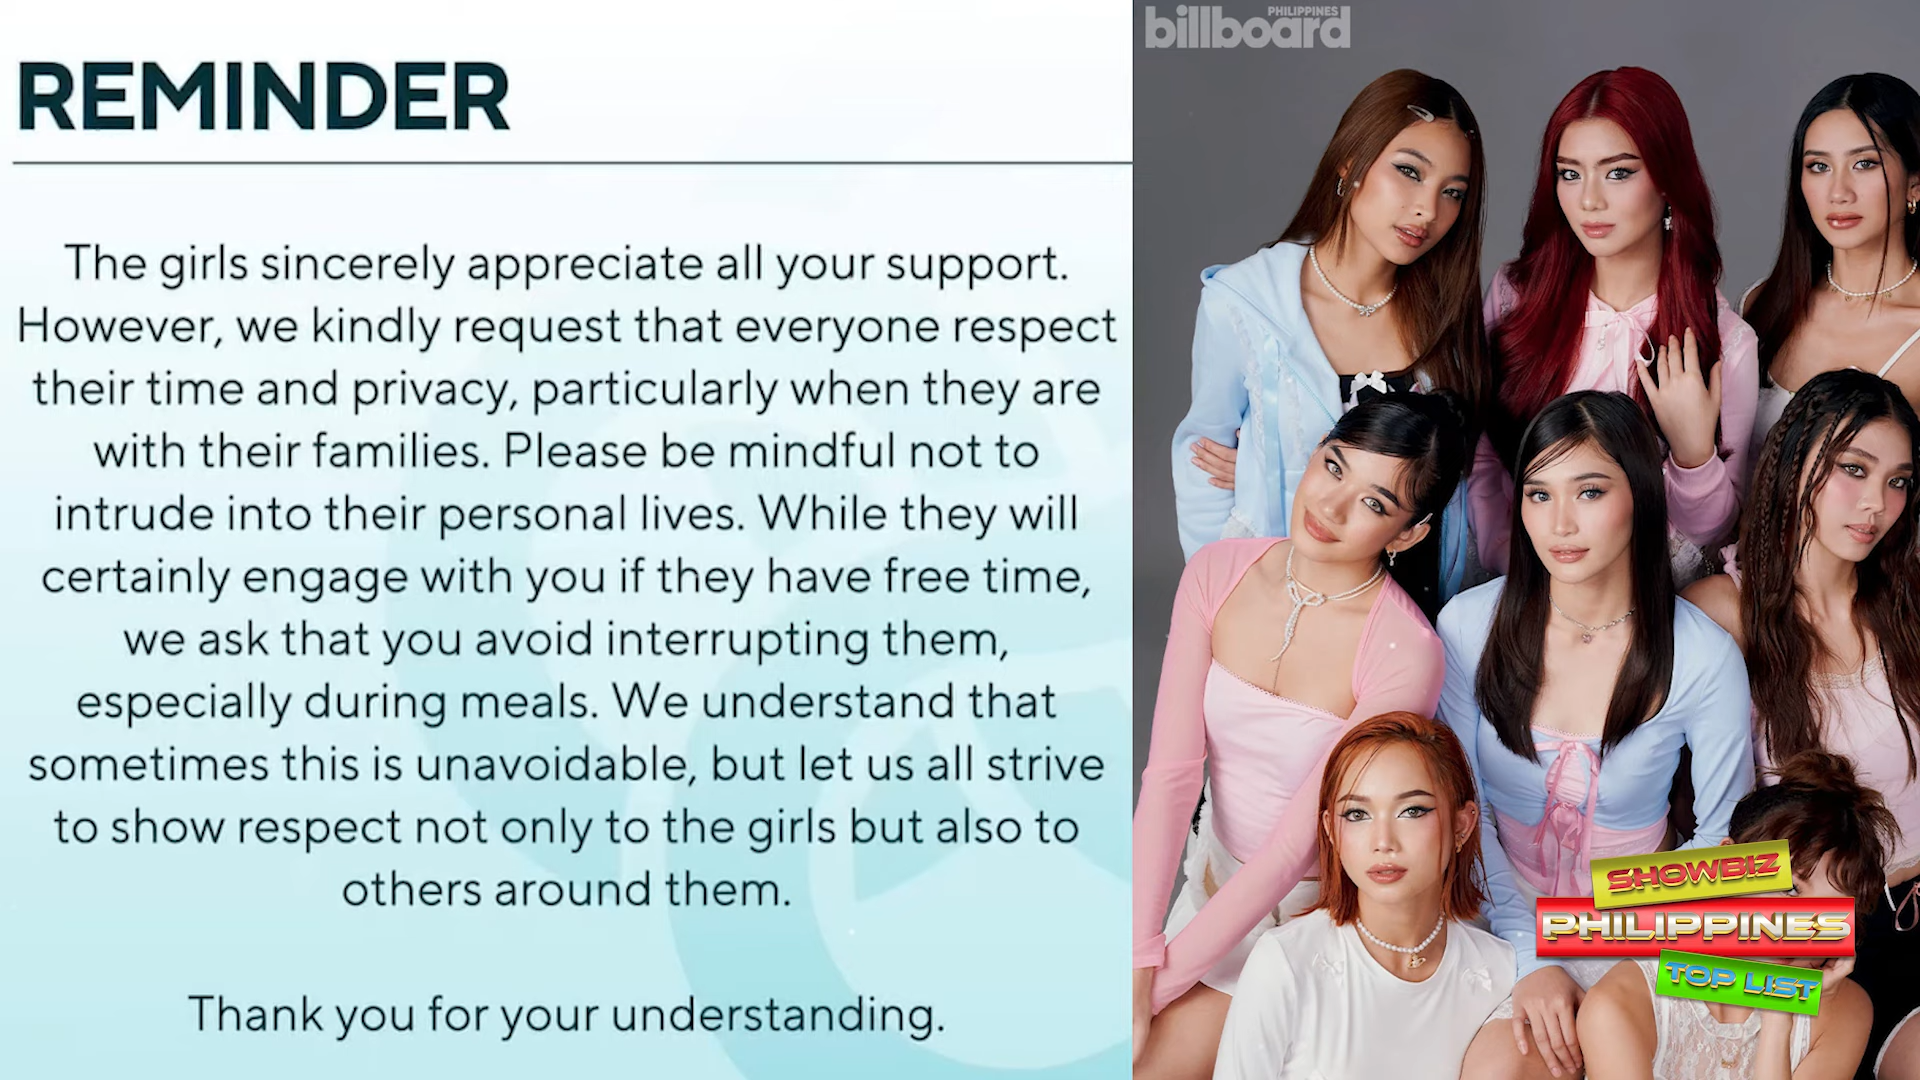 REMINDER
The girls sincerely appreciate all your support.
However, we kindly request that everyone respect
their time and privacy, particularly when they are
with their families. Please be mindful not to
intrude into their personal lives. While they will
certainly engage with you if they have free time,
we ask that you avoid interrupting them,
especially during meals. We understand that
sometimes this is unavoidable, but let us all strive
to show respect not only to the girls but also to
others around them.
Thank you for your understanding.
billboard
PHILIPPINES
SHOWBIZ
PHILIPPINES
TOP LIST